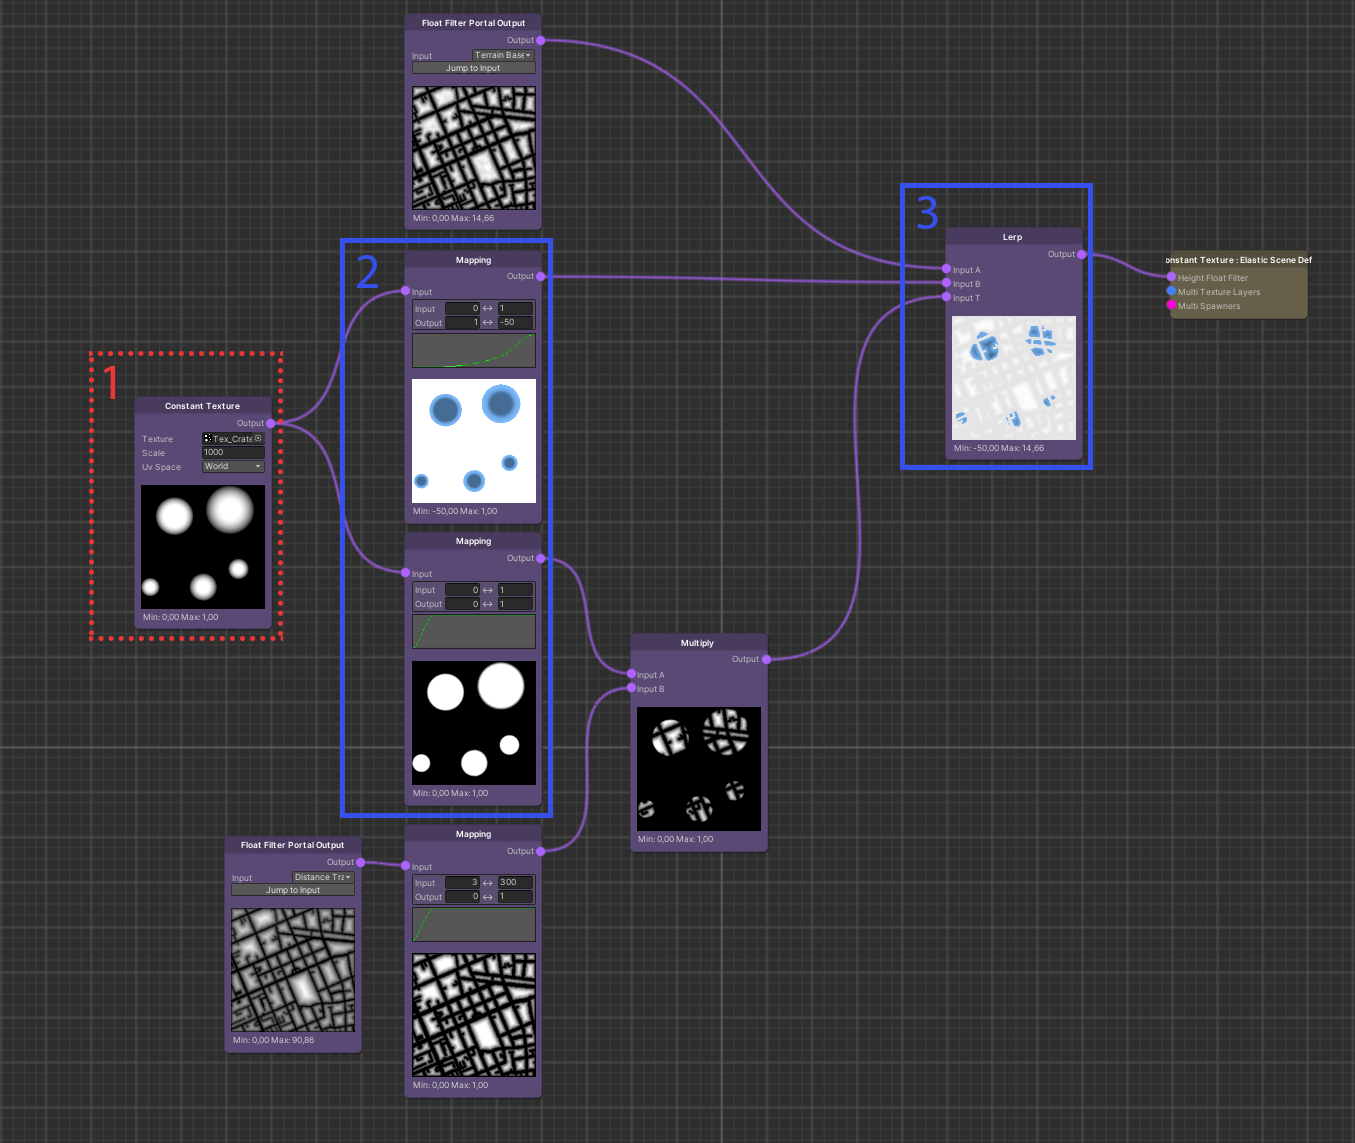 Float Filter Portal Output
Output
Input Terrain Base
Jump to Input
Min: 0,00 Max: 14,66
2
Mapping
Output
Input
Input 0 ↔ 1
Output 1 ↔ -50
Min: -50,00 Max: 1,00
1
Constant Texture
Output
Texture Tex_Crate
Scale 1000
Uv Space World
Min: 0,00 Max: 1,00
Mapping
Output
Input
Input 0 ↔ 1
Output 0 ↔ 1
Min: 0,00 Max: 1,00
Float Filter Portal Output
Output
Input Distance Tra
Jump to Input
Min: 0,00 Max: 90,86
Mapping
Output
Input
Input 3 ↔ 300
Output 0 ↔ 1
Min: 0,00 Max: 1,00
Multiply
Output
Input A
Input B
Min: 0,00 Max: 1,00
3
Lerp
Output
Input A
Input B
Input T
Min: -50,00 Max: 14,66
onstant Texture : Elastic Scene Def
Height Float Filter
Multi Texture Layers
Multi Spawners